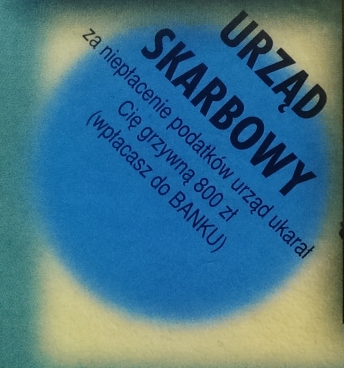 URZĄD
SKARBOWY
za niepłacenie podatków urząd ukarał
Cię grzywną 800 zł
(wpłacasz do BANKU)